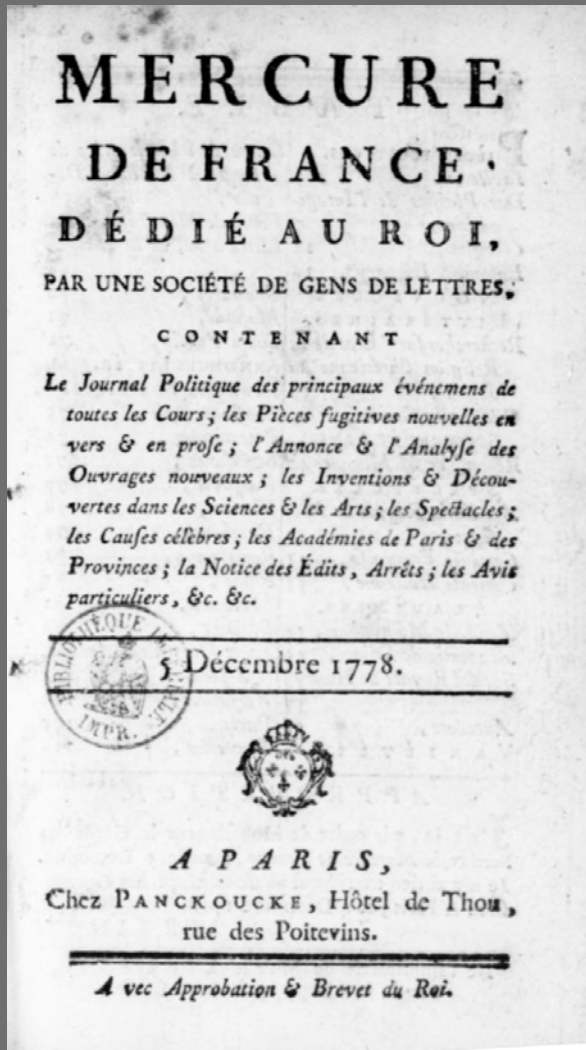 MERCURE
DE FRANCE.
DÉDIÉ AU ROI,
PAR UNE SOCIÉTÉ DE GENS DE LETTRES,
CONTENANT
Le Journal Politique des principaux événemens de
toutes les Cours ; les Pièces fugitives nouvelles en
vers & en proſe ; l'Annonce & l'Analyſe des
Ouvrages nouveaux ; les Inventions & Décou-
vertes dans les Sciences & les Arts ; les Spectacles ;
les Cauſes célèbres ; les Académies de Paris & des
Provinces ; la Notice des Édits, Arrêts ; les Avis
particuliers, &c. &c.
BIBLIOTHÈQUE IMPÉRIALE
IMPR.
5 Décembre 1778.
A PARIS,
Chez PANCKOUCKE, Hôtel de Thou,
rue des Poitevins.
Avec Approbation & Brevet du Roi.